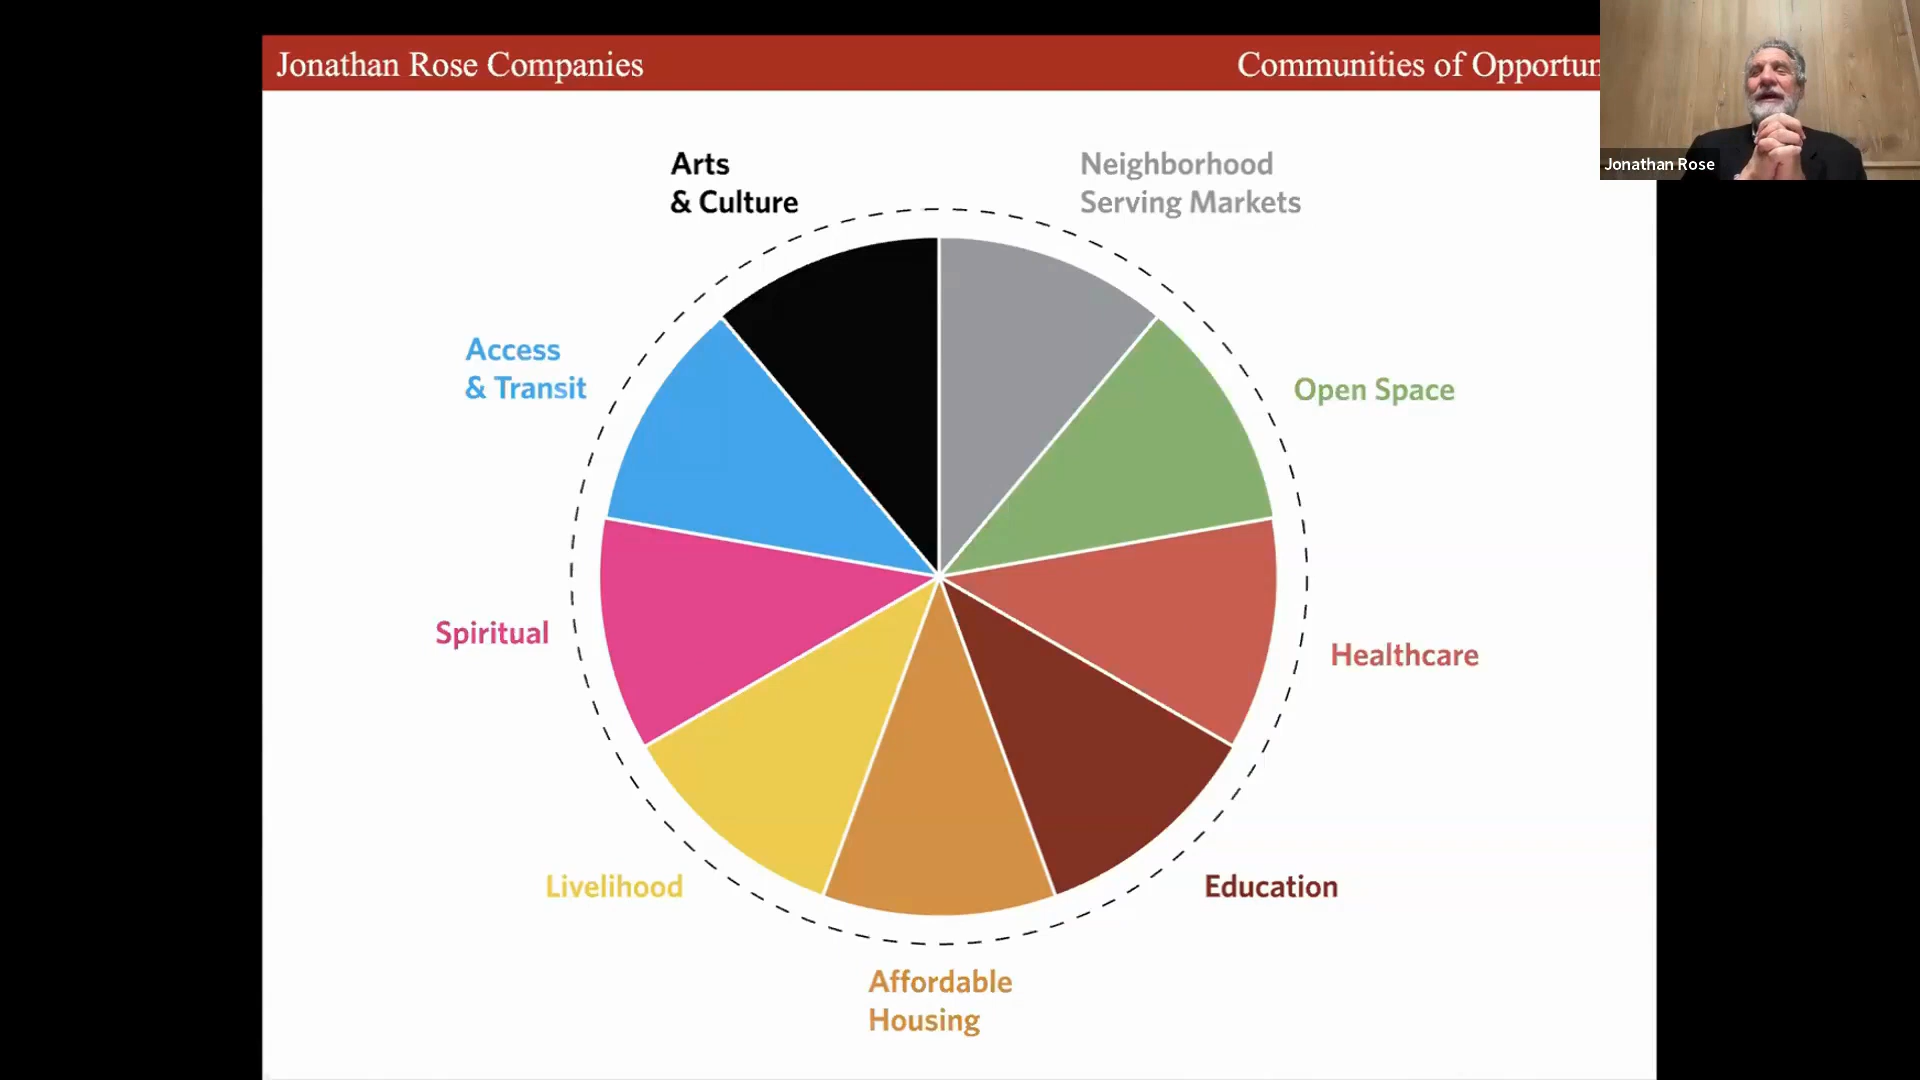 Jonathan Rose Companies
Communities of Opportun
Jonathan Rose
Arts
& Culture
Neighborhood
Serving Markets
Access
& Transit
Open Space
Spiritual
Healthcare
Livelihood
Education
Affordable
Housing